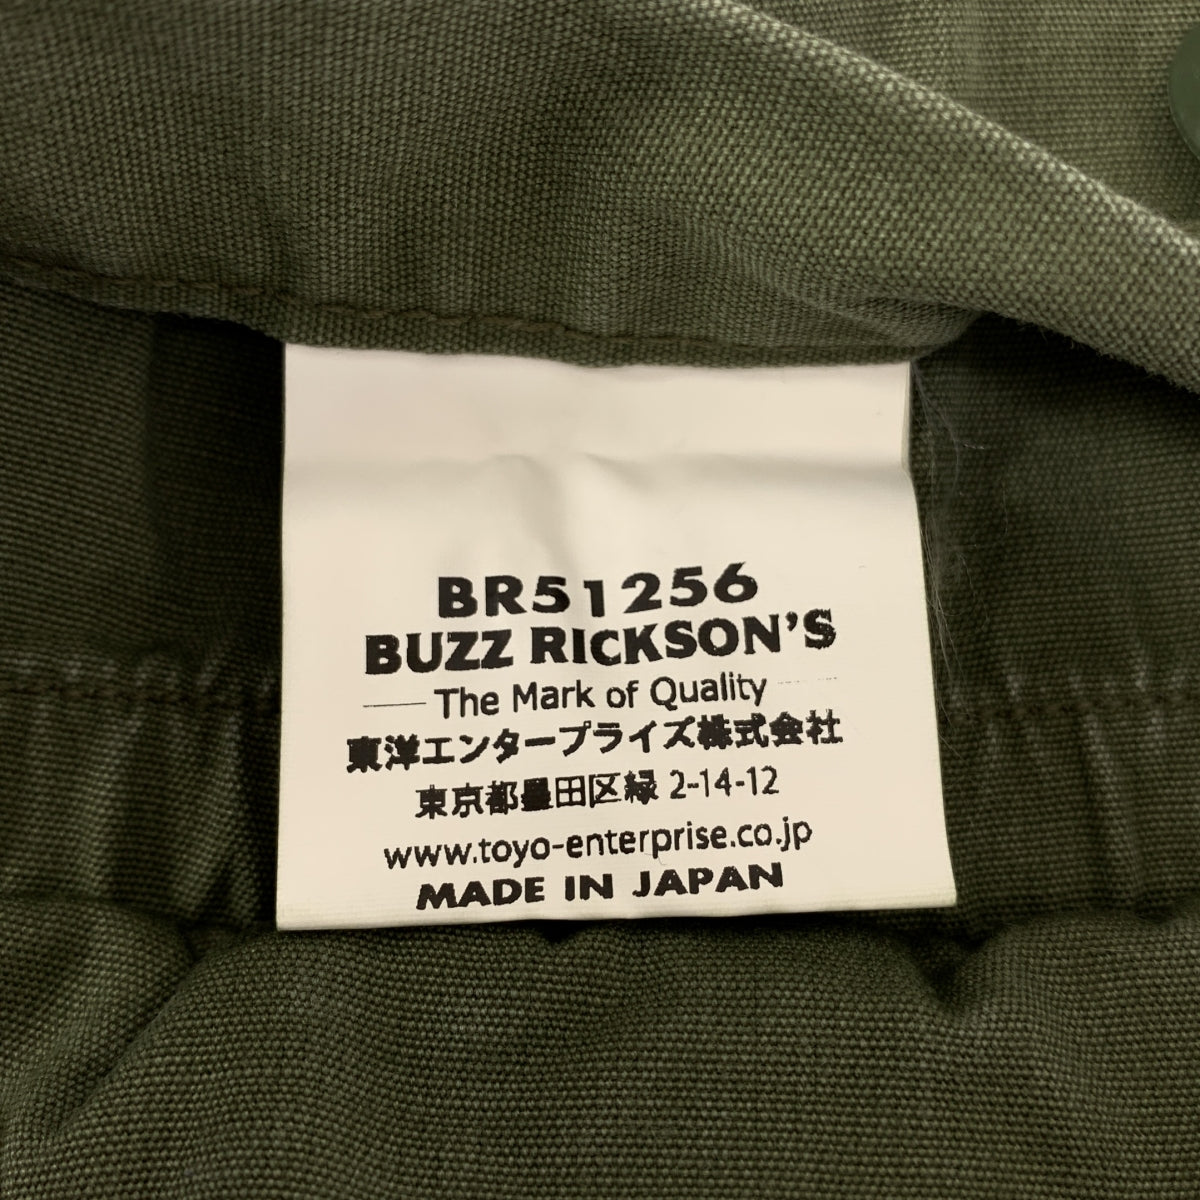 BR51256
BUZZ RICKSON'S
The Mark of Quality
東洋エンタープライズ株式会社
東京都墨田区緑 2-14-12
www.toyo-enterprise.co.jp
MADE IN JAPAN